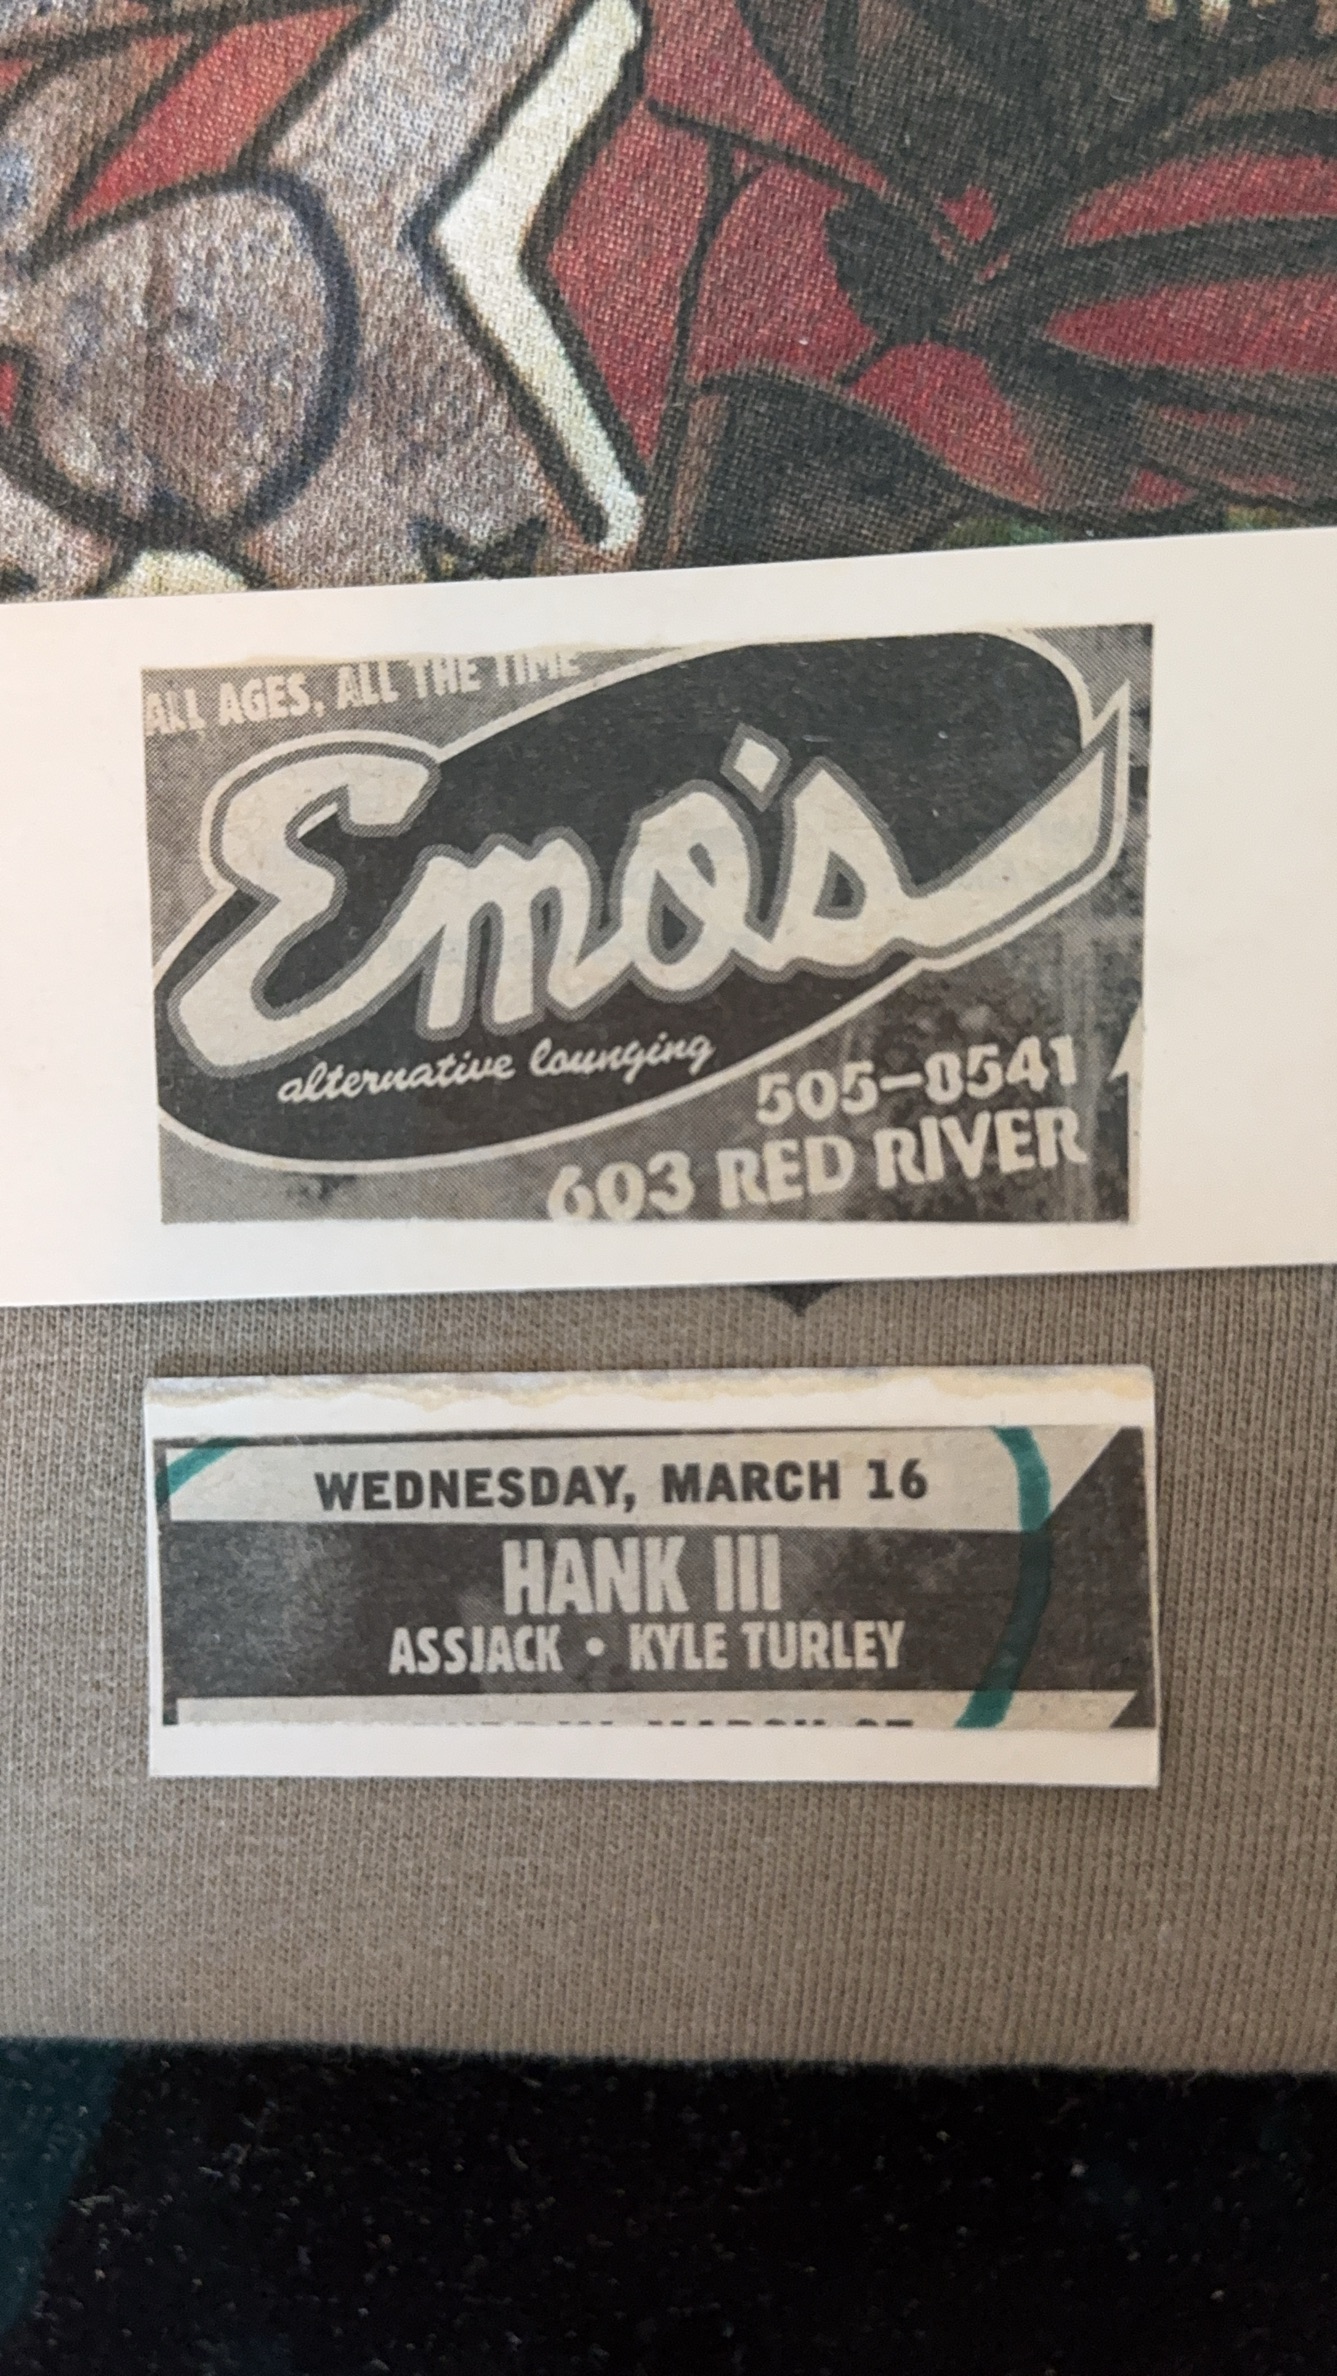 ALL AGES, ALL THE TIME
Emo's
alternative lounging
505-8541
603 RED RIVER
WEDNESDAY, MARCH 16
HANK III
ASSJACK • KYLE TURLEY